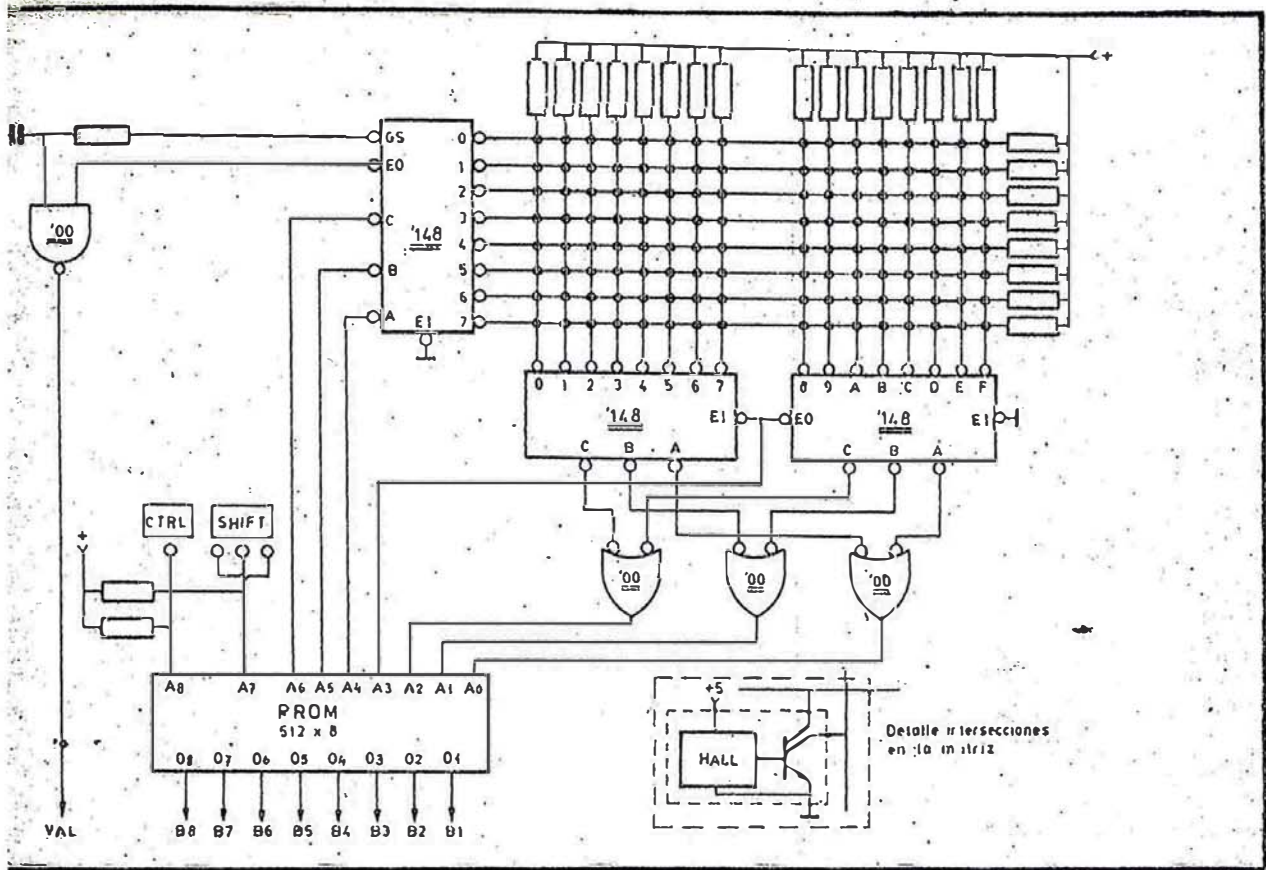 +
GS 0
EO 1
2
C 3
'148
4
B 5
6
A EI 7
'00
0 1 2 3 4 5 6 7
8 9 A B C D E F
'148 EI
EO '148 EI
C B A
C B A
CTRL SHIFT
+
'00 '00 '00
A8 A7 A6 A5 A4 A3 A2 A1 A0
PROM
512 x 8
O8 O7 O6 O5 O4 O3 O2 O1
VAL B8 B7 B6 B5 B4 B3 B2 B1
+5
HALL
Detalle intersecciones
en la matriz